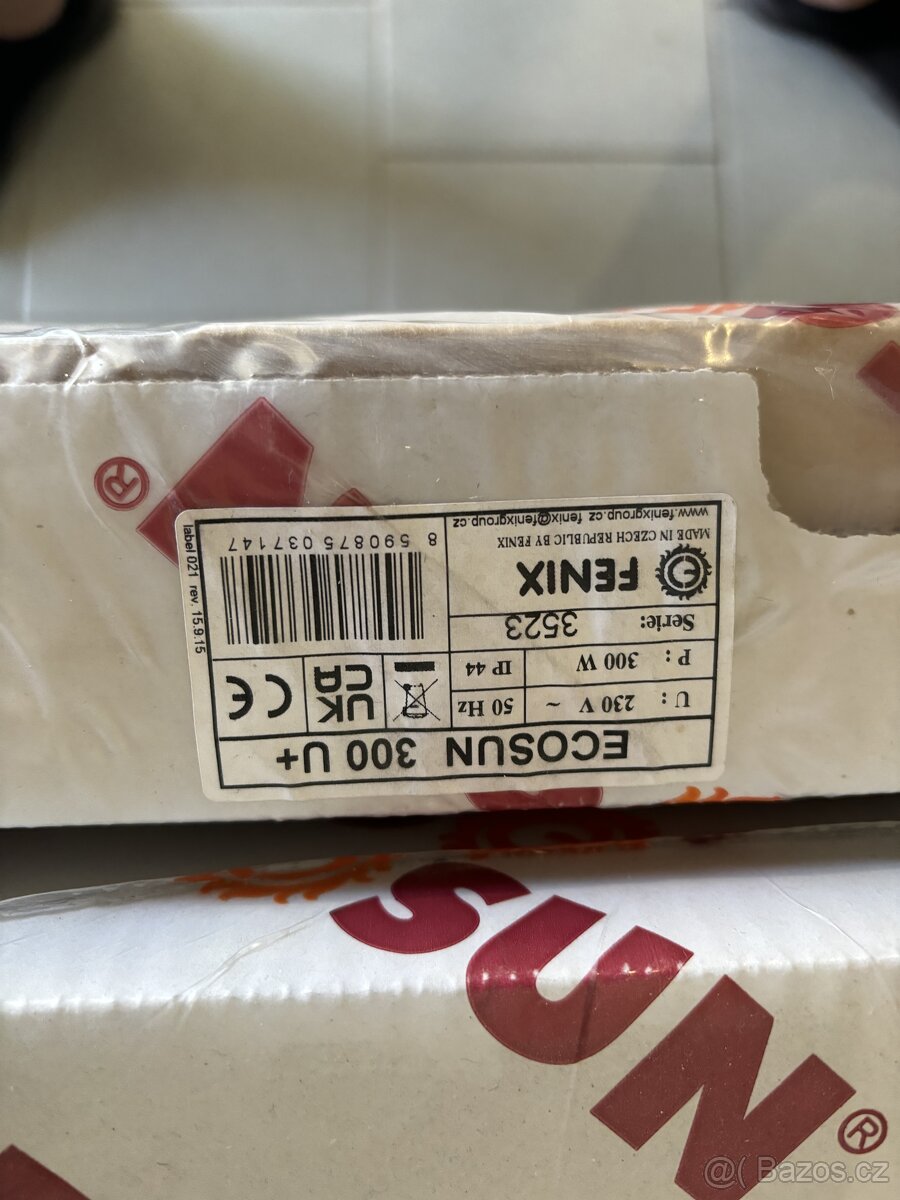 ECOSUN 300 U+
U: 230 V ~ 50 Hz
P: 300 W IP 44
UK
CA
CE
Serie: 3523
FENIX
MADE IN CZECH REPUBLIC BY FENIX
www.fenixgroup.cz fenix@fenixgroup.cz
8 590875 037147
label 021 rev. 15.9.15
®
SUN®
@( Bazos.cz